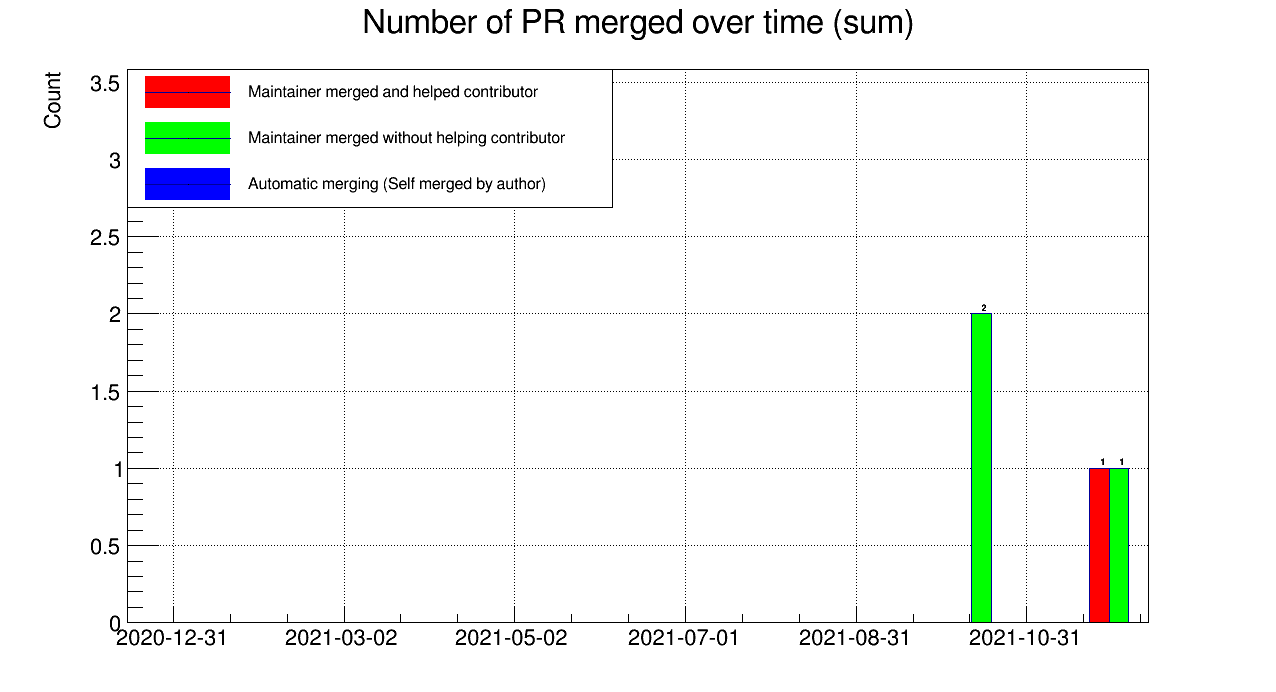 Number of PR merged over time (sum)
Count
3.5
3
2.5
2
1.5
1
0.5
0
Maintainer merged and helped contributor
Maintainer merged without helping contributor
Automatic merging (Self merged by author)
2
1 1
2020-12-31 2021-03-02 2021-05-02 2021-07-01 2021-08-31 2021-10-31